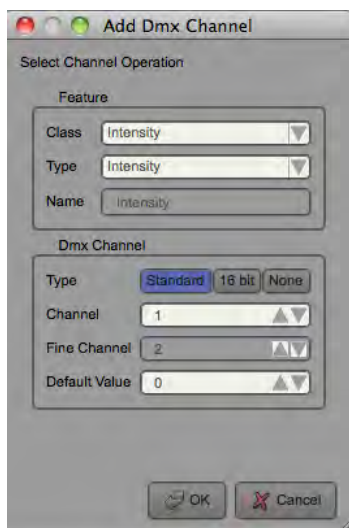 Add Dmx Channel
Select Channel Operation
Feature
Class Intensity
Type Intensity
Name Intensity
Dmx Channel
Type Standard 16 bit None
Channel 1
Fine Channel 2
Default Value 0
OK Cancel